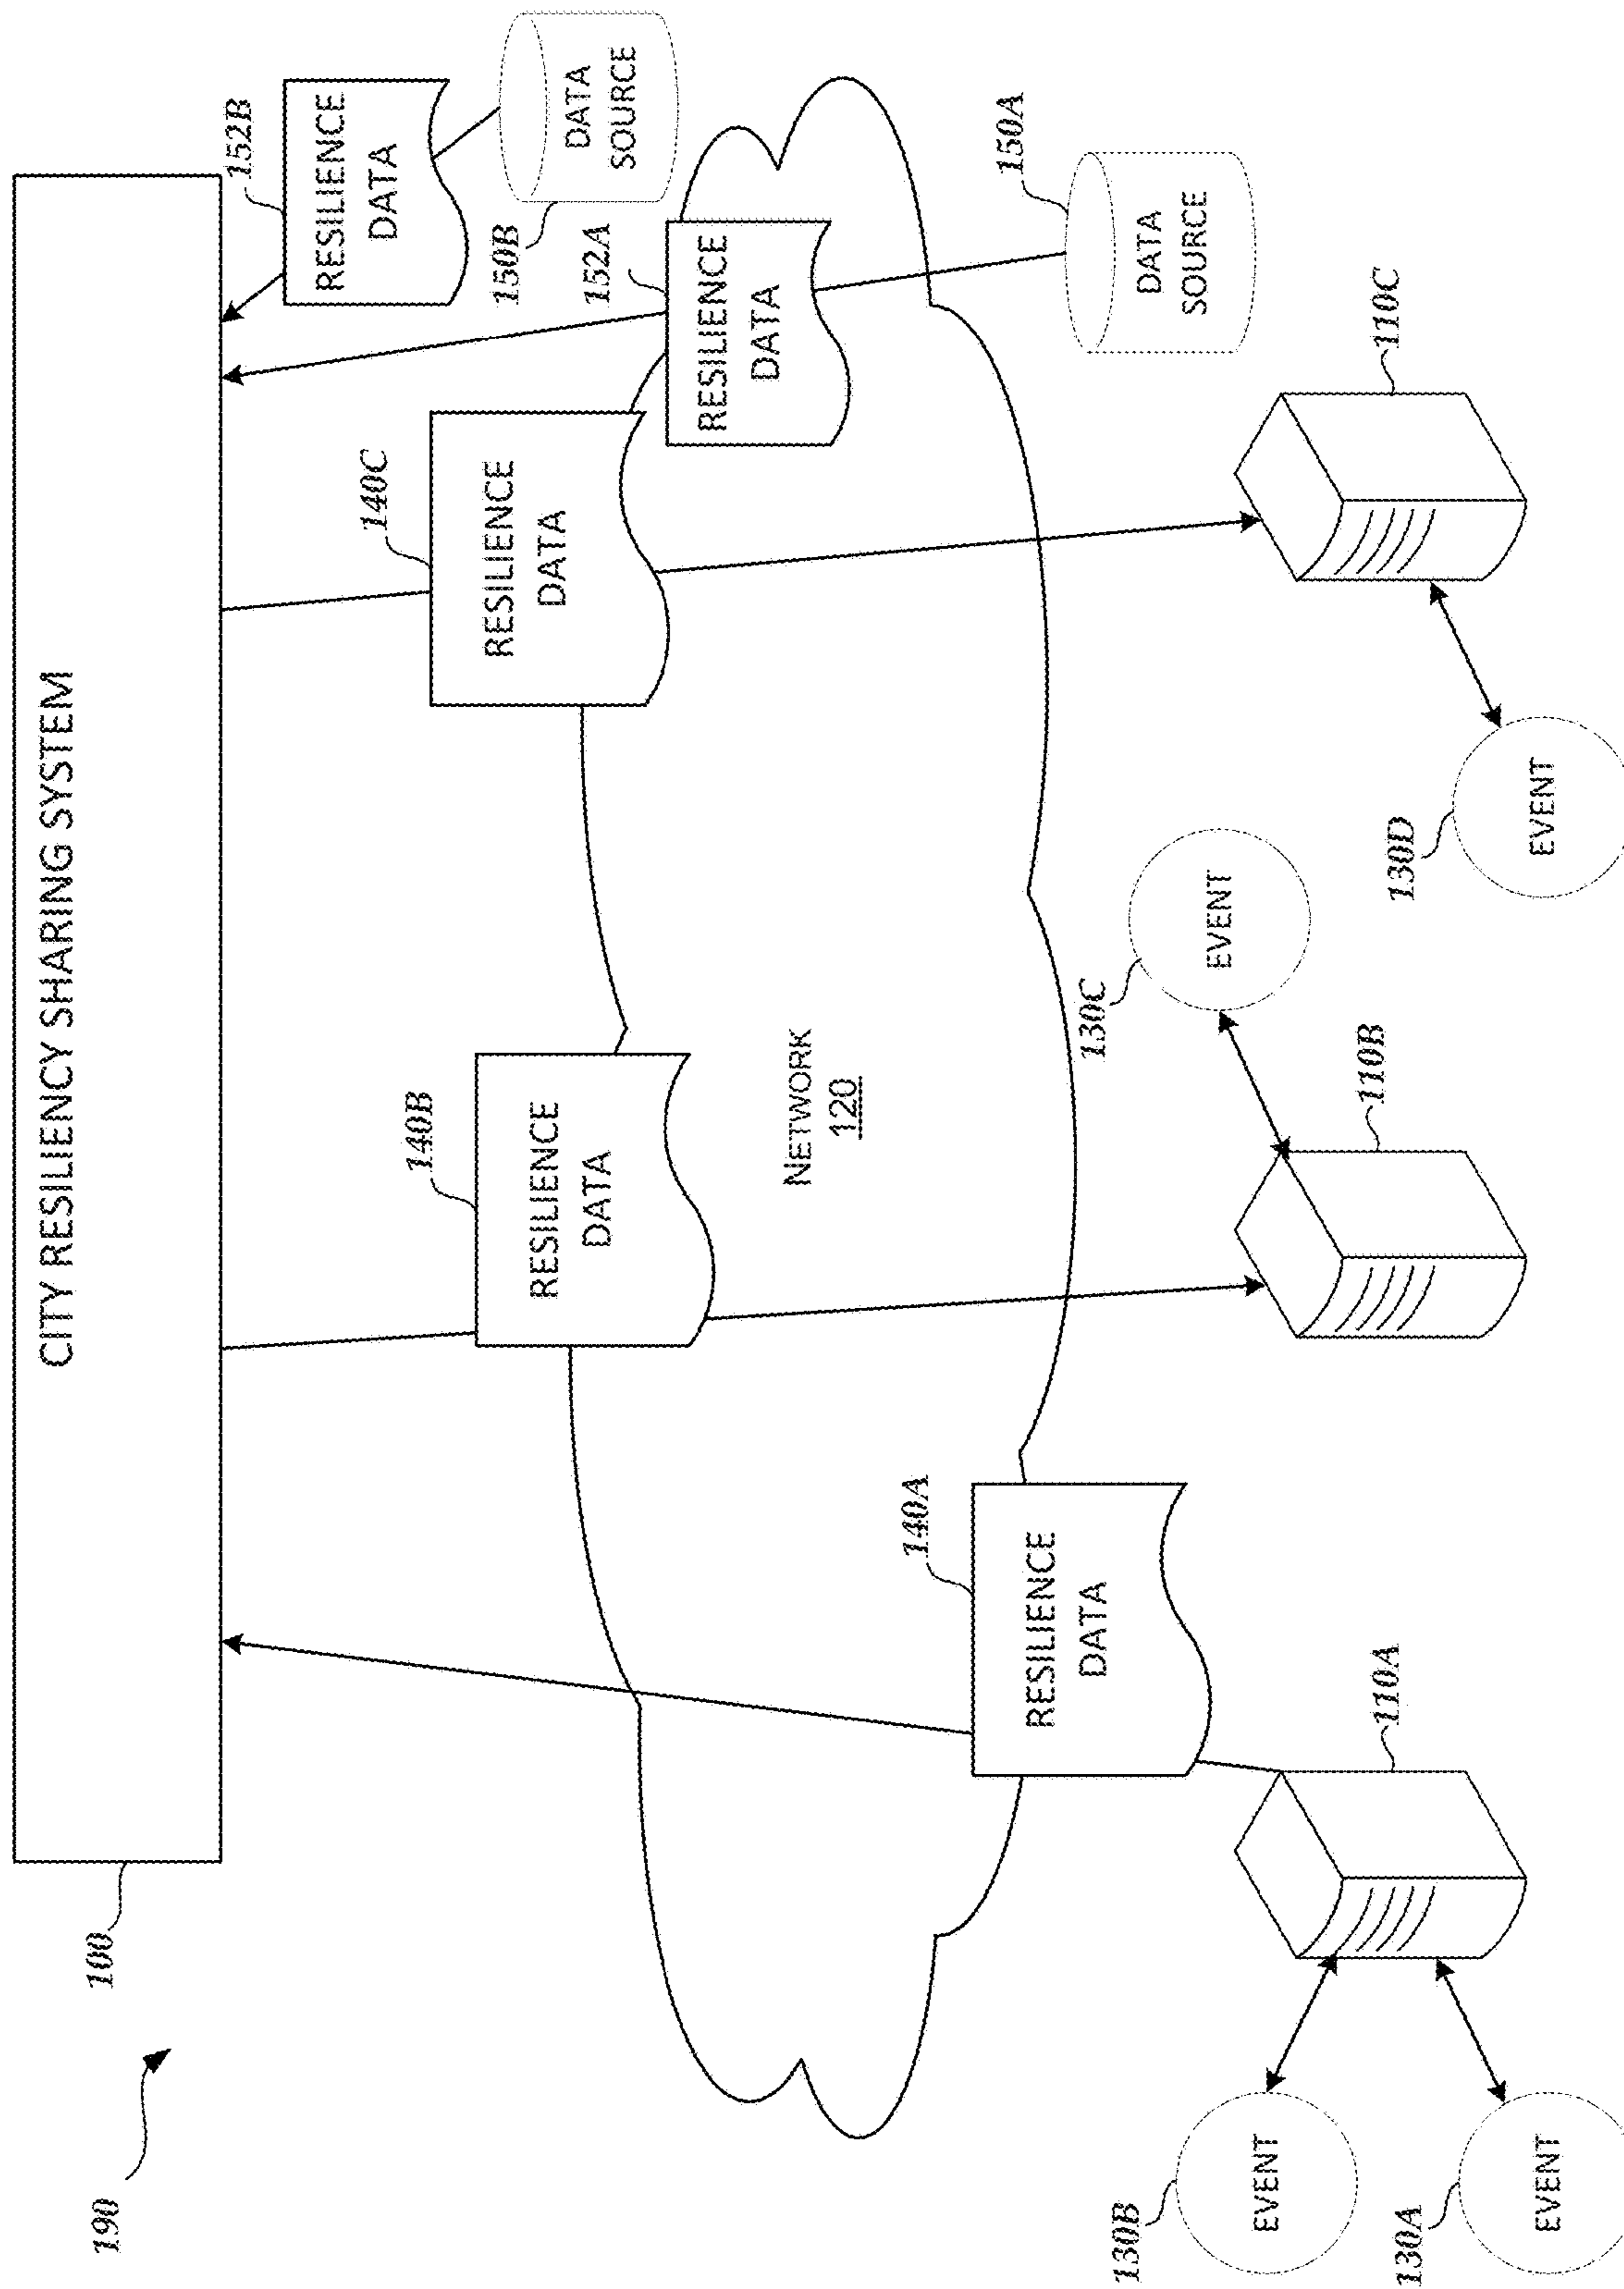 190
100
CITY RESILIENCY SHARING SYSTEM
152B
RESILIENCE
DATA
150B
DATA
SOURCE
140C
RESILIENCE
DATA
152A
RESILIENCE
DATA
150A
DATA
SOURCE
140B
RESILIENCE
DATA
NETWORK
120
140A
RESILIENCE
DATA
110A
110B
110C
130B
EVENT
130A
EVENT
130C
EVENT
130D
EVENT